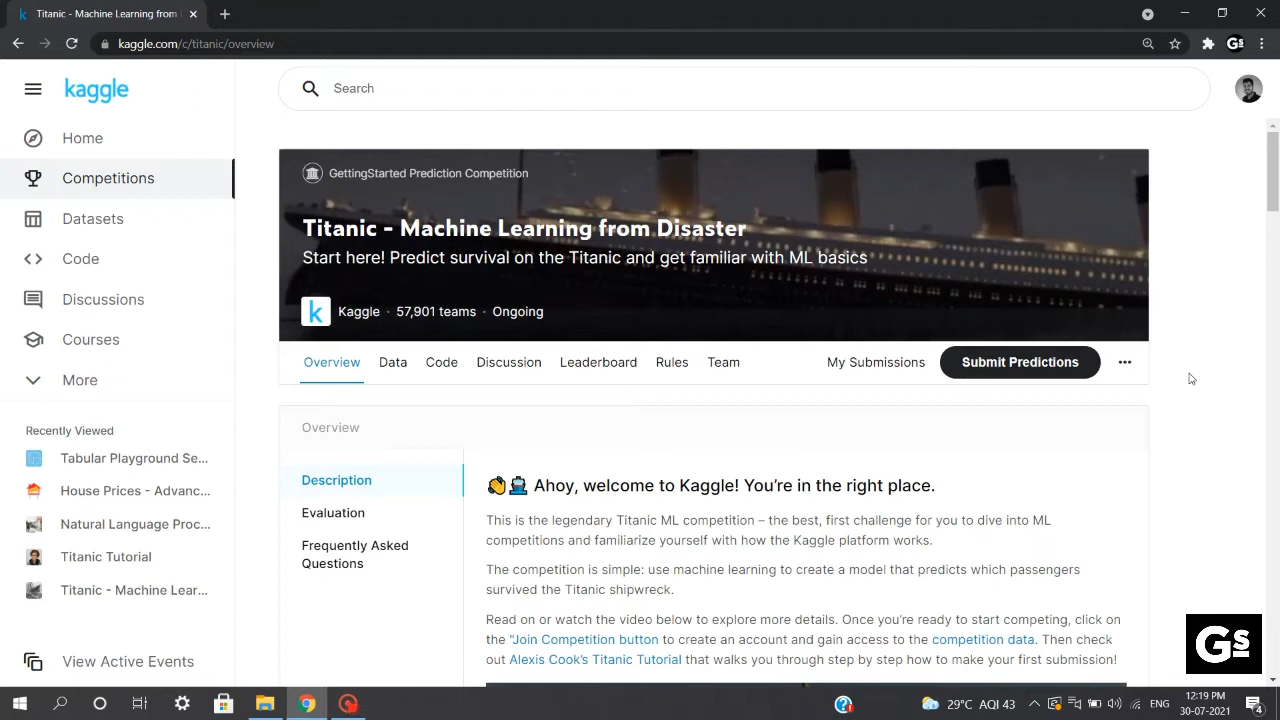 Titanic - Machine Learning from
kaggle.com/c/titanic/overview
Gs
kaggle
Search
Home
Competitions
Datasets
Code
Discussions
Courses
More
Recently Viewed
Tabular Playground Se...
House Prices - Advanc...
Natural Language Proc...
Titanic Tutorial
Titanic - Machine Lear...
View Active Events
GettingStarted Prediction Competition
Titanic - Machine Learning from Disaster
Start here! Predict survival on the Titanic and get familiar with ML basics
k
Kaggle · 57,901 teams · Ongoing
Overview Data Code Discussion Leaderboard Rules Team My Submissions Submit Predictions
Overview
Description
Evaluation
Frequently Asked
Questions
Ahoy, welcome to Kaggle! You're in the right place.
This is the legendary Titanic ML competition – the best, first challenge for you to dive into ML
competitions and familiarize yourself with how the Kaggle platform works.
The competition is simple: use machine learning to create a model that predicts which passengers
survived the Titanic shipwreck.
Read on or watch the video below to explore more details. Once you're ready to start competing, click on
the "Join Competition button to create an account and gain access to the competition data. Then check
out Alexis Cook's Titanic Tutorial that walks you through step by step how to make your first submission!
Gs
29°C AQI 43
ENG
12:19 PM
30-07-2021
4